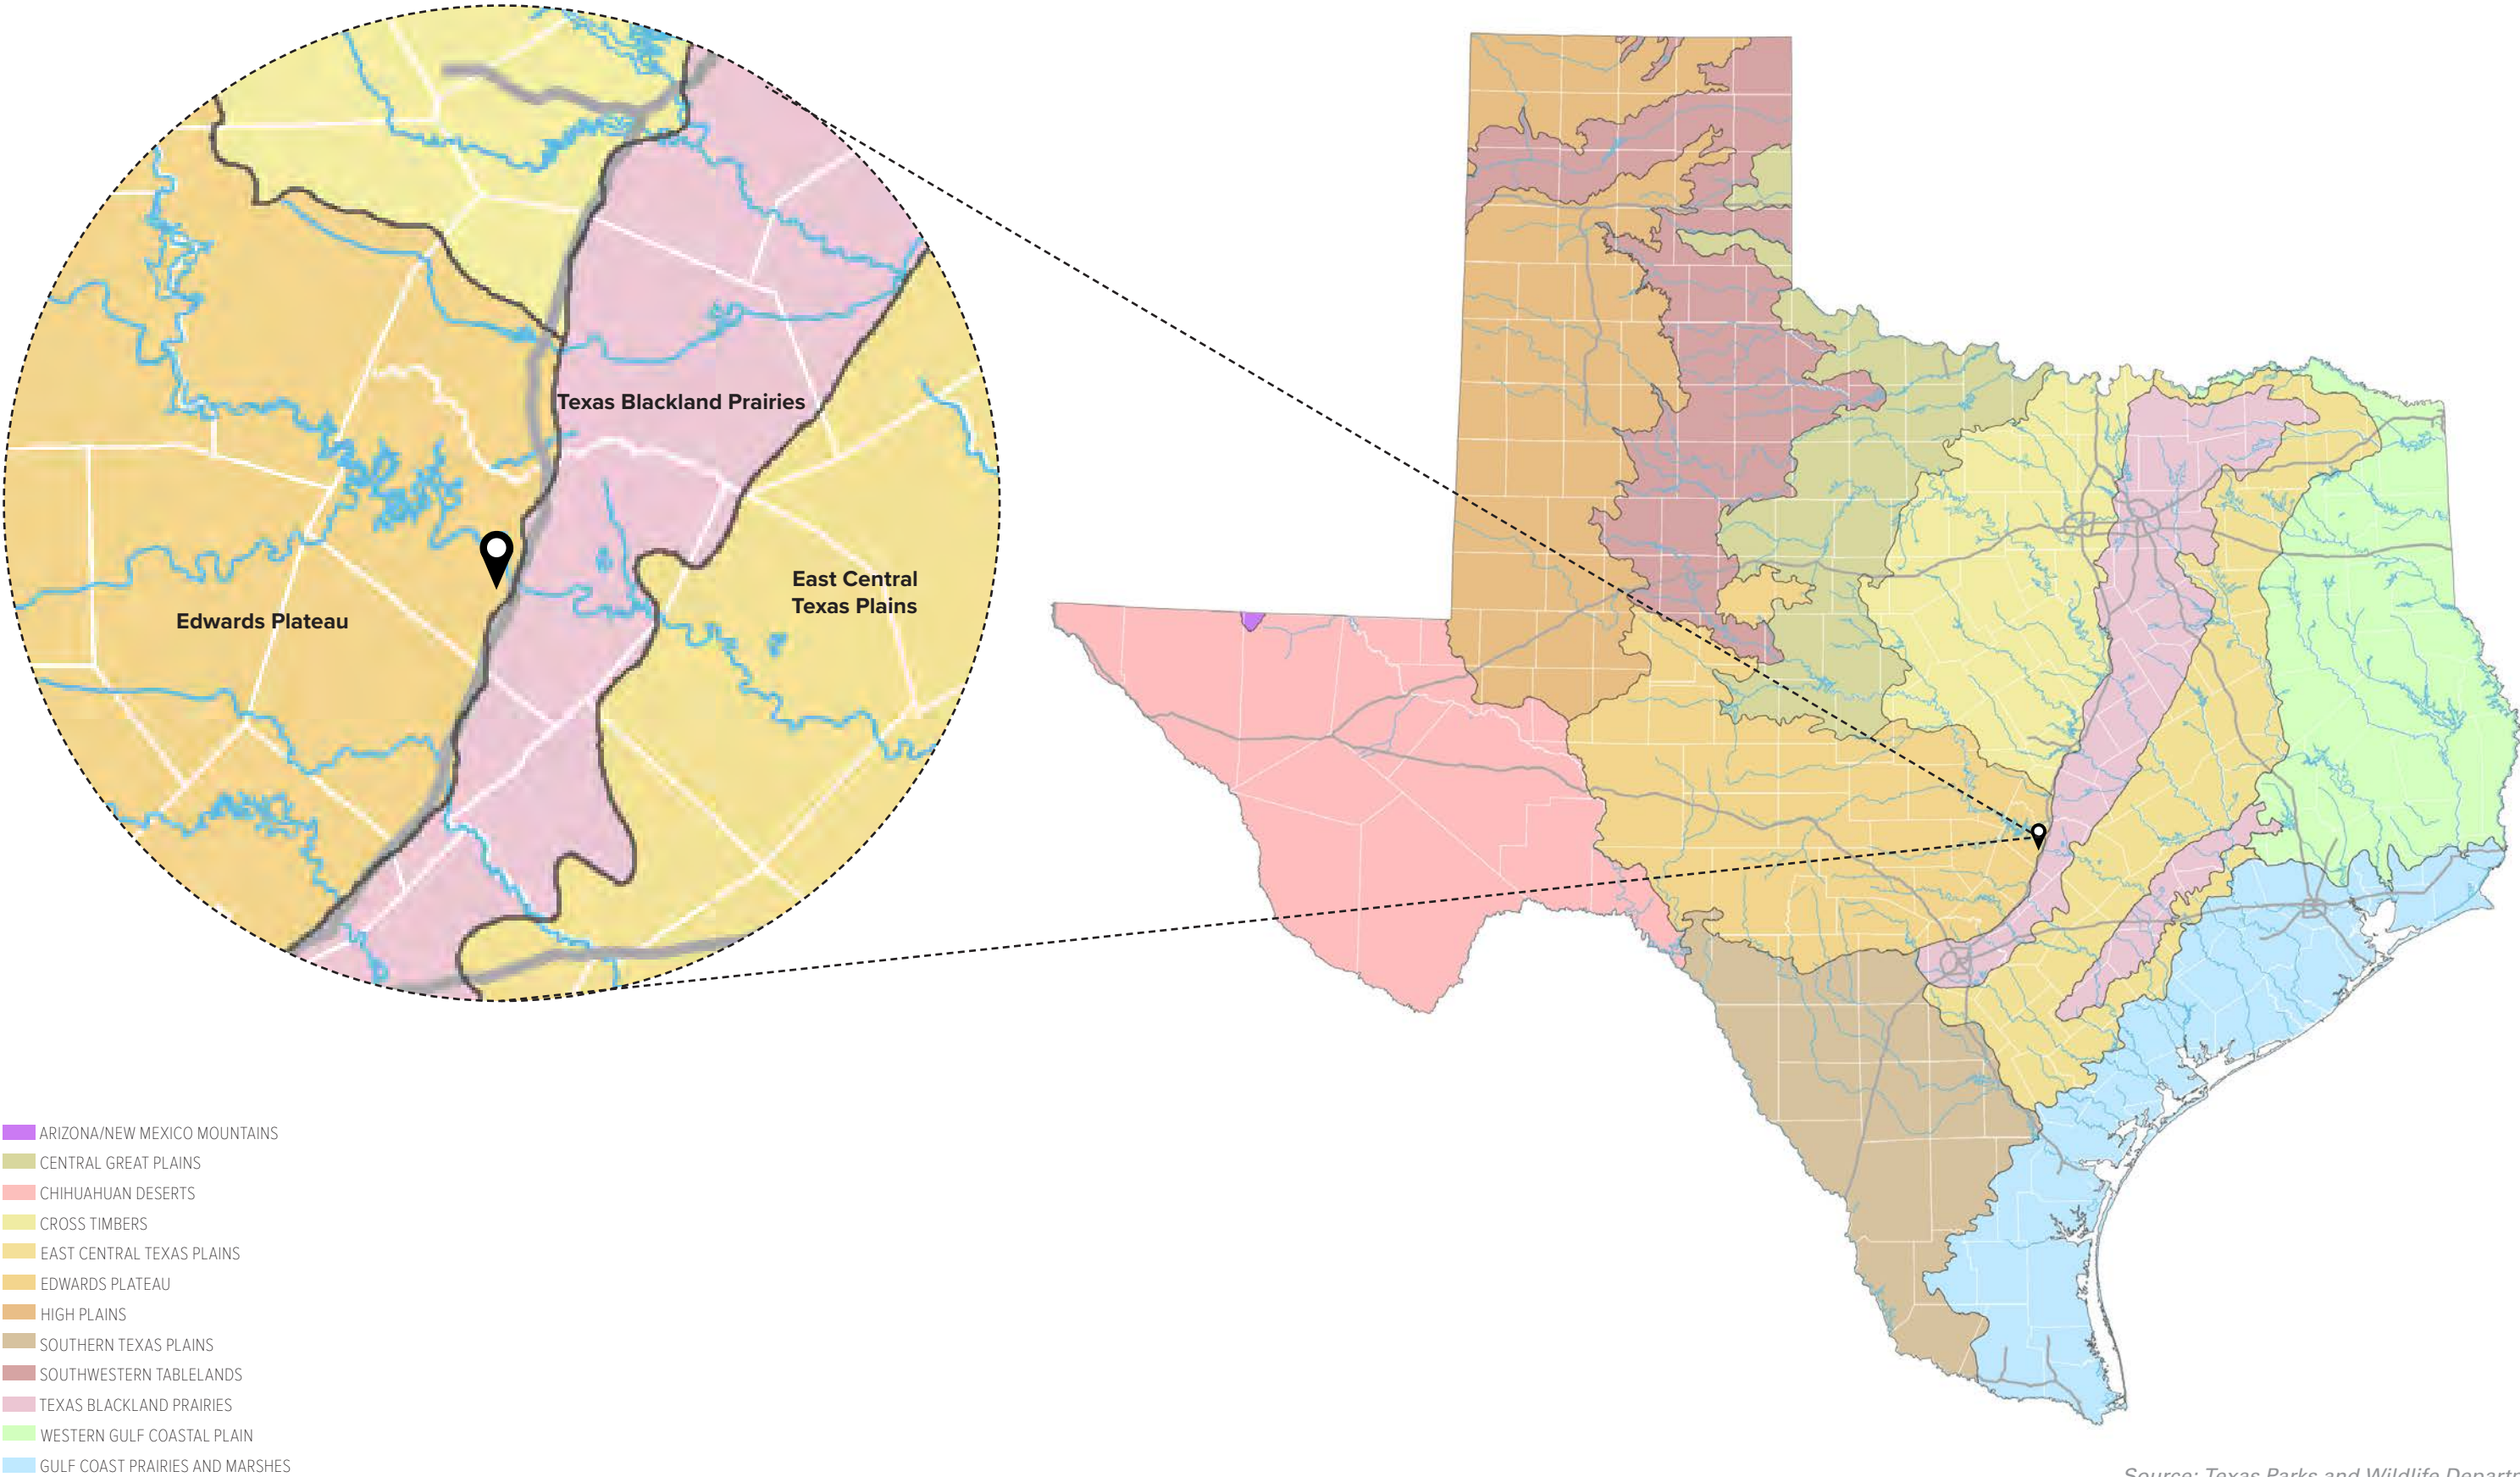 Texas Blackland Prairies
East Central
Texas Plains
Edwards Plateau
ARIZONA/NEW MEXICO MOUNTAINS
CENTRAL GREAT PLAINS
CHIHUAHUAN DESERTS
CROSS TIMBERS
EAST CENTRAL TEXAS PLAINS
EDWARDS PLATEAU
HIGH PLAINS
SOUTHERN TEXAS PLAINS
SOUTHWESTERN TABLELANDS
TEXAS BLACKLAND PRAIRIES
WESTERN GULF COASTAL PLAIN
GULF COAST PRAIRIES AND MARSHES
Source: Texas Parks and Wildlife